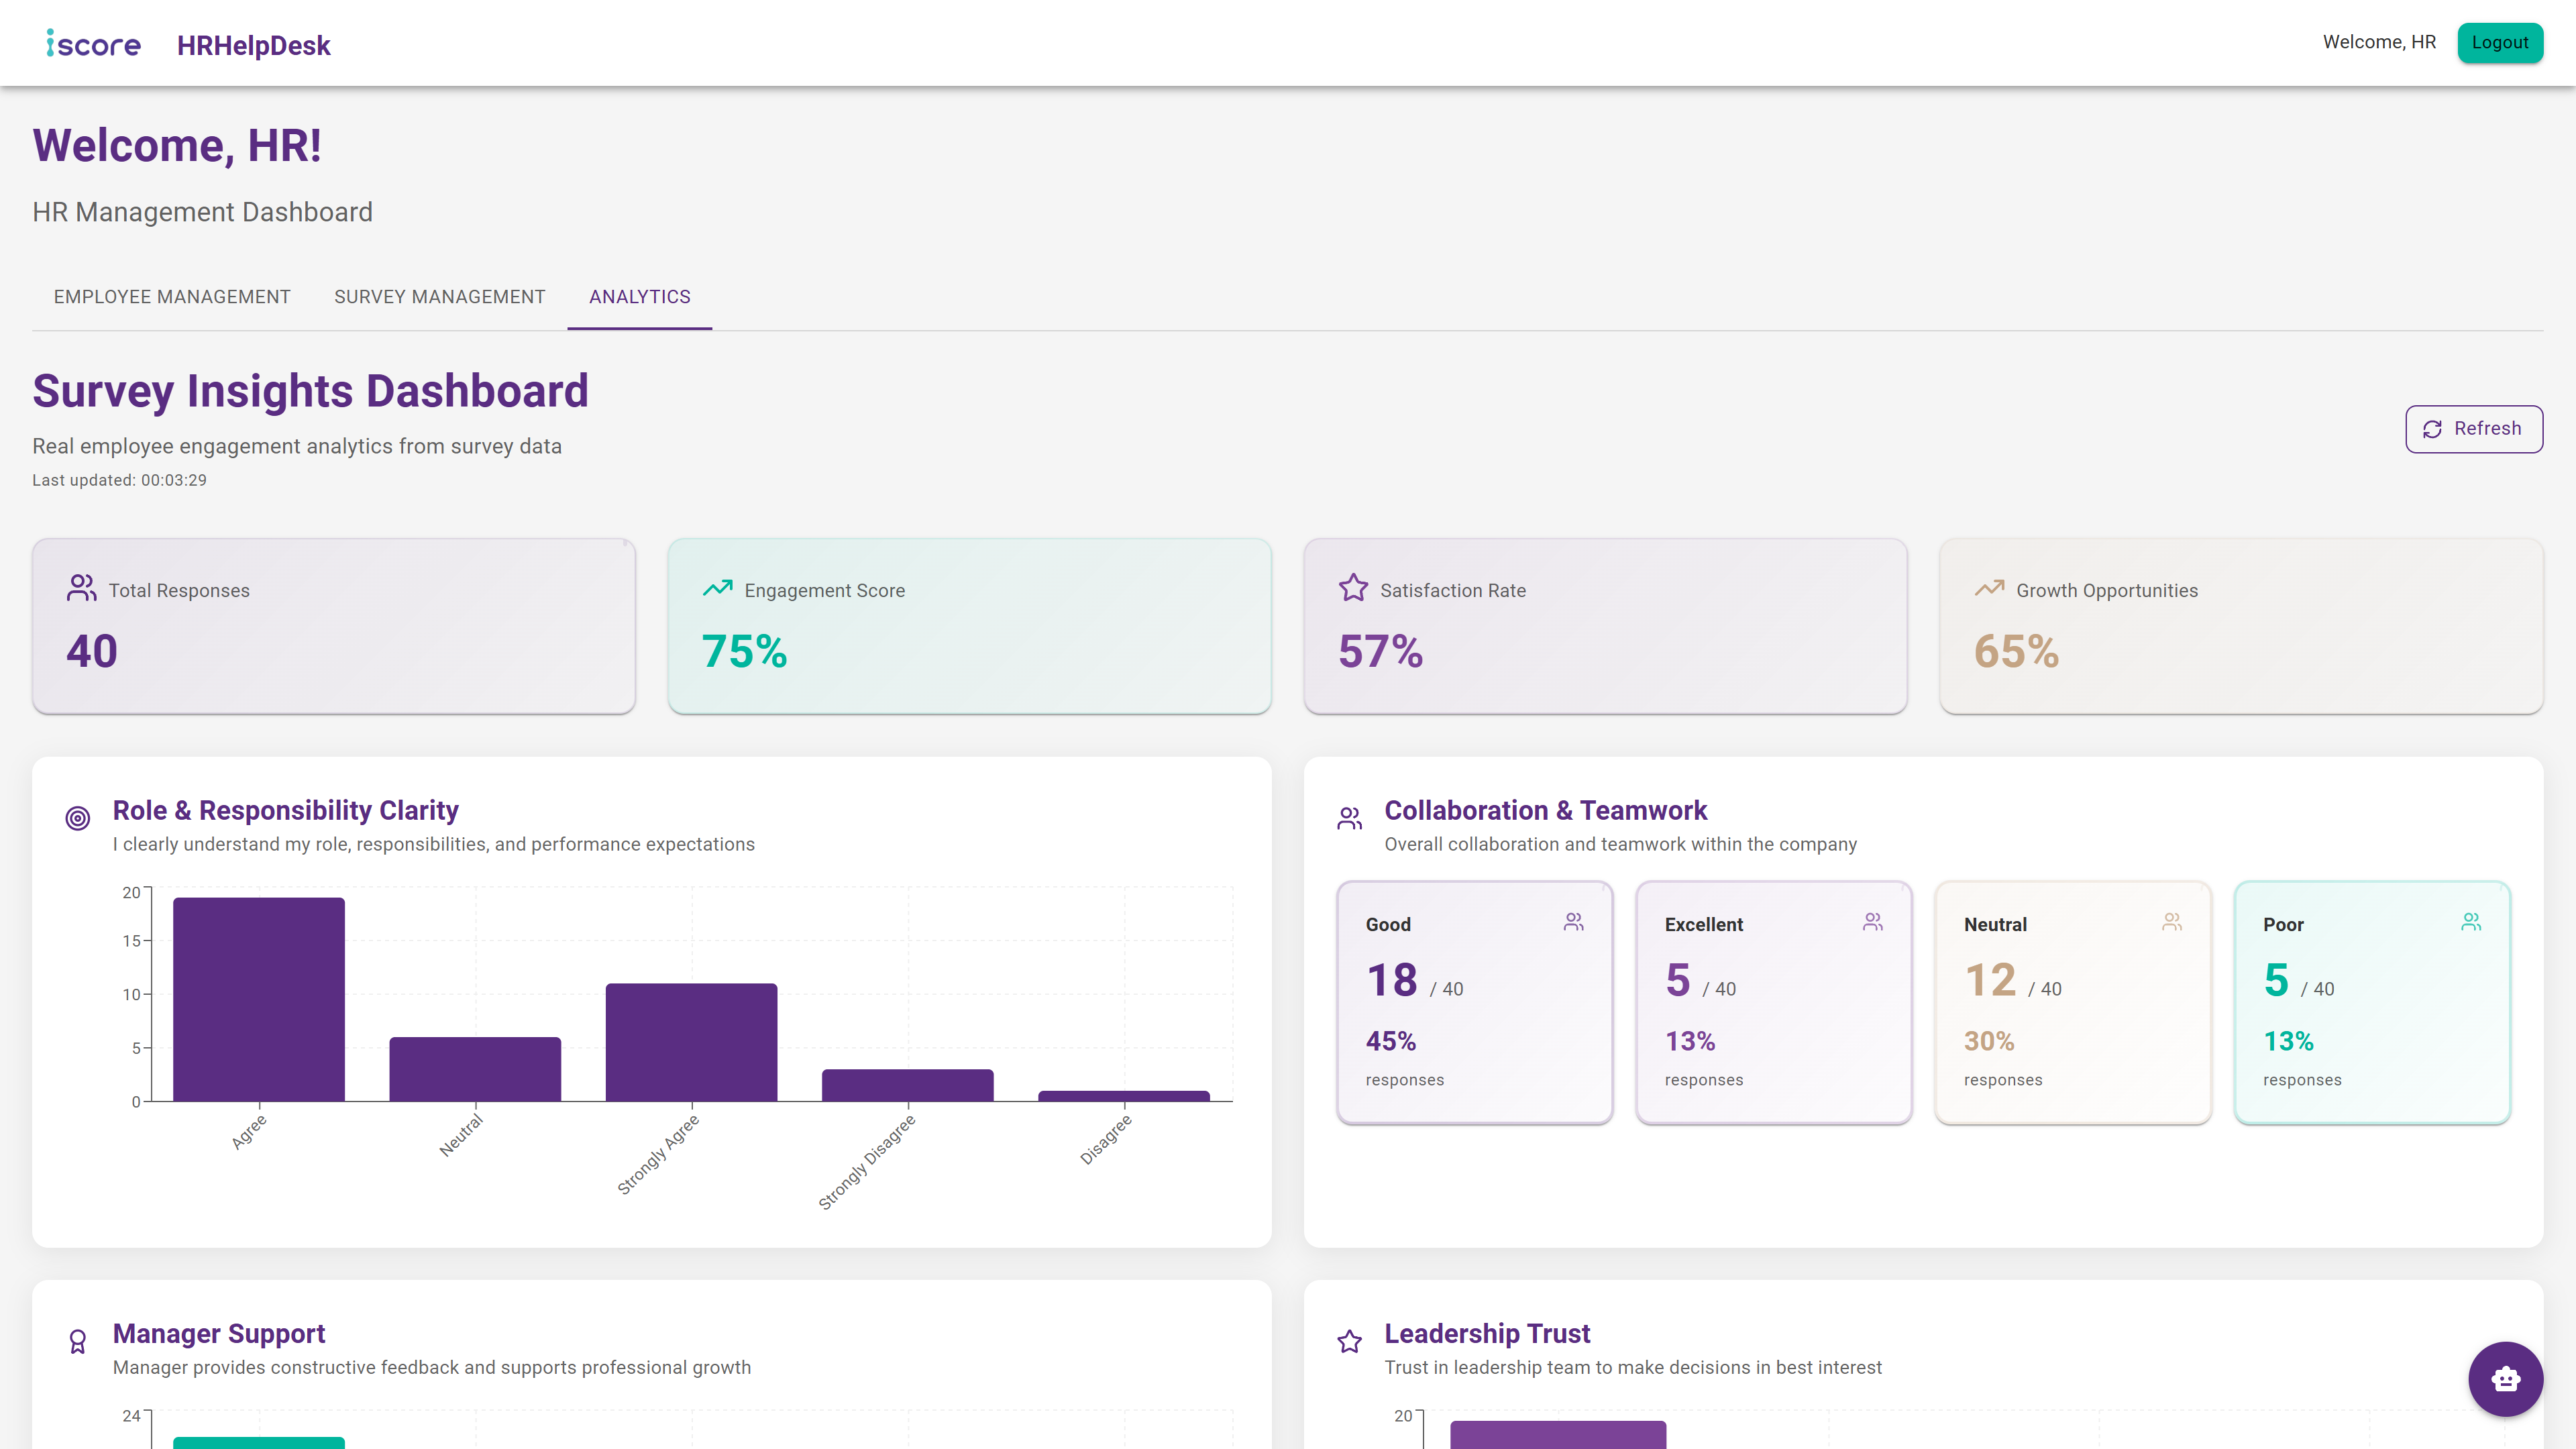 iscore
HRHelpDesk
Welcome, HR
Logout
Welcome, HR!
HR Management Dashboard
EMPLOYEE MANAGEMENT
SURVEY MANAGEMENT
ANALYTICS
Survey Insights Dashboard
Real employee engagement analytics from survey data
Last updated: 00:03:29
Refresh
Total Responses
40
Engagement Score
75%
Satisfaction Rate
57%
Growth Opportunities
65%
Role & Responsibility Clarity
I clearly understand my role, responsibilities, and performance expectations
20
15
10
5
0
Agree
Neutral
Strongly Agree
Strongly Disagree
Disagree
Collaboration & Teamwork
Overall collaboration and teamwork within the company
Good
18 / 40
45%
responses
Excellent
5 / 40
13%
responses
Neutral
12 / 40
30%
responses
Poor
5 / 40
13%
responses
Manager Support
Manager provides constructive feedback and supports professional growth
24
Leadership Trust
Trust in leadership team to make decisions in best interest
20